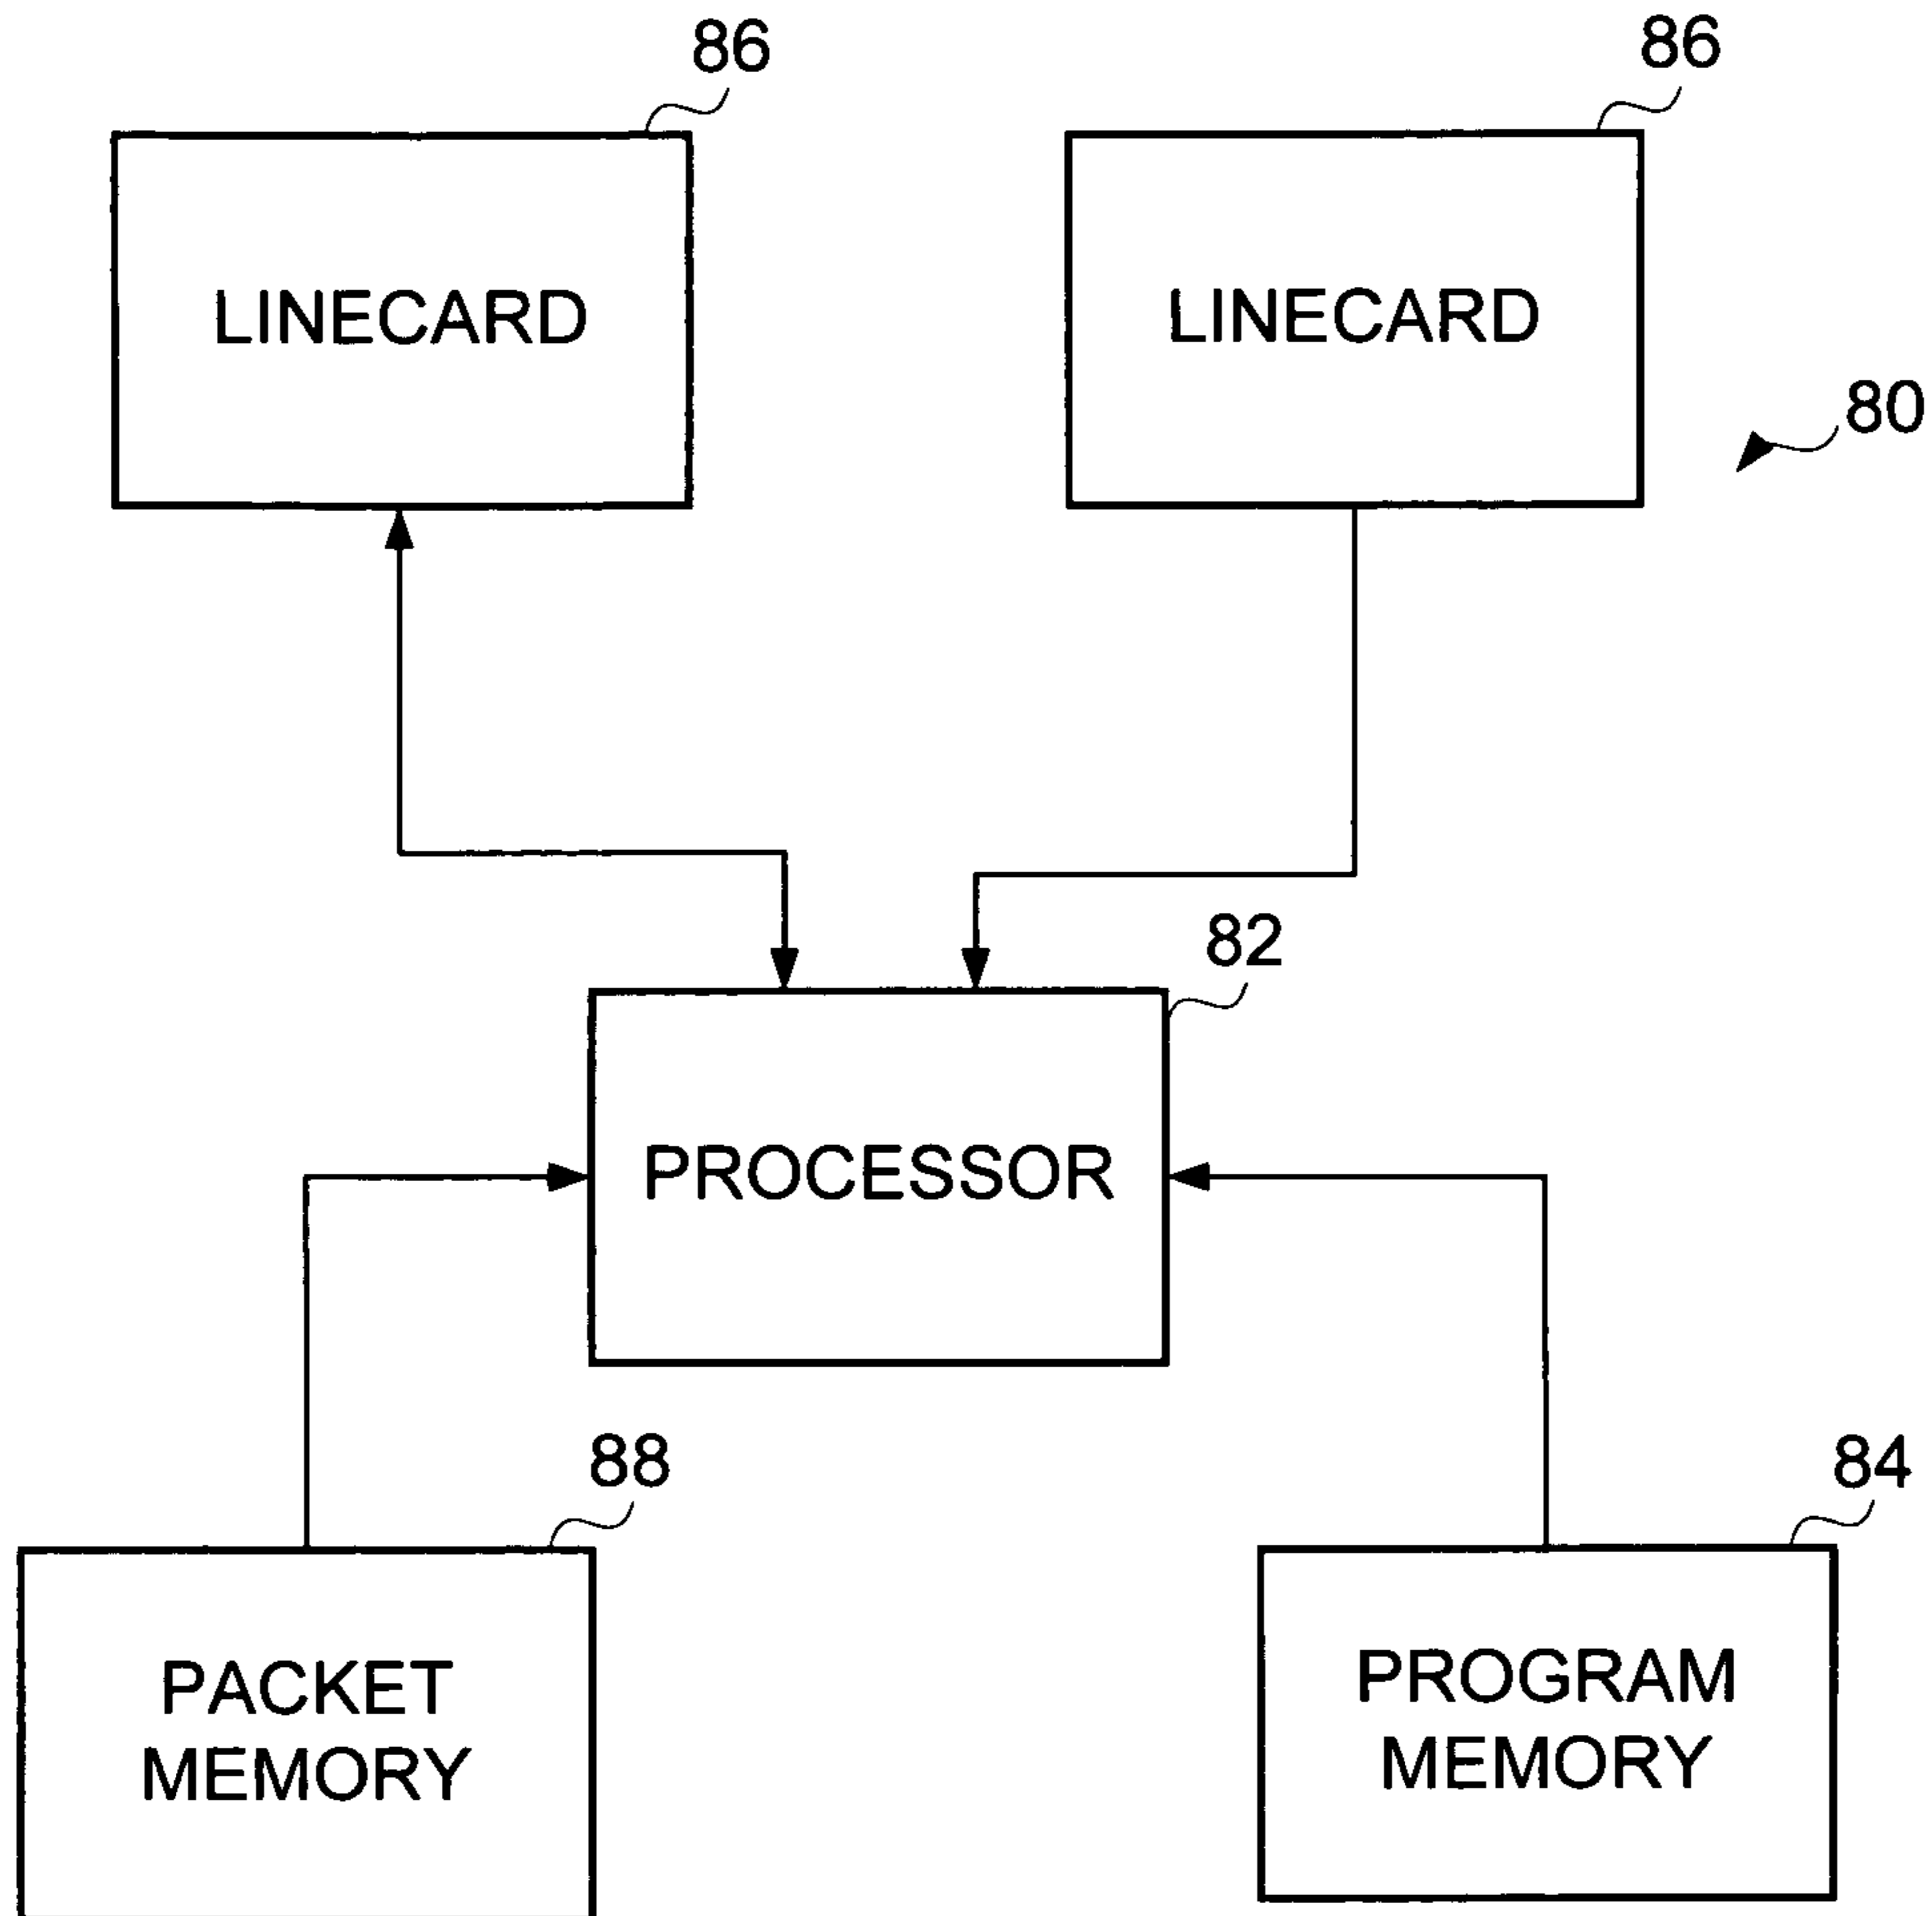 86
86
LINECARD
LINECARD
80
82
PROCESSOR
88
84
PACKET
MEMORY
PROGRAM
MEMORY